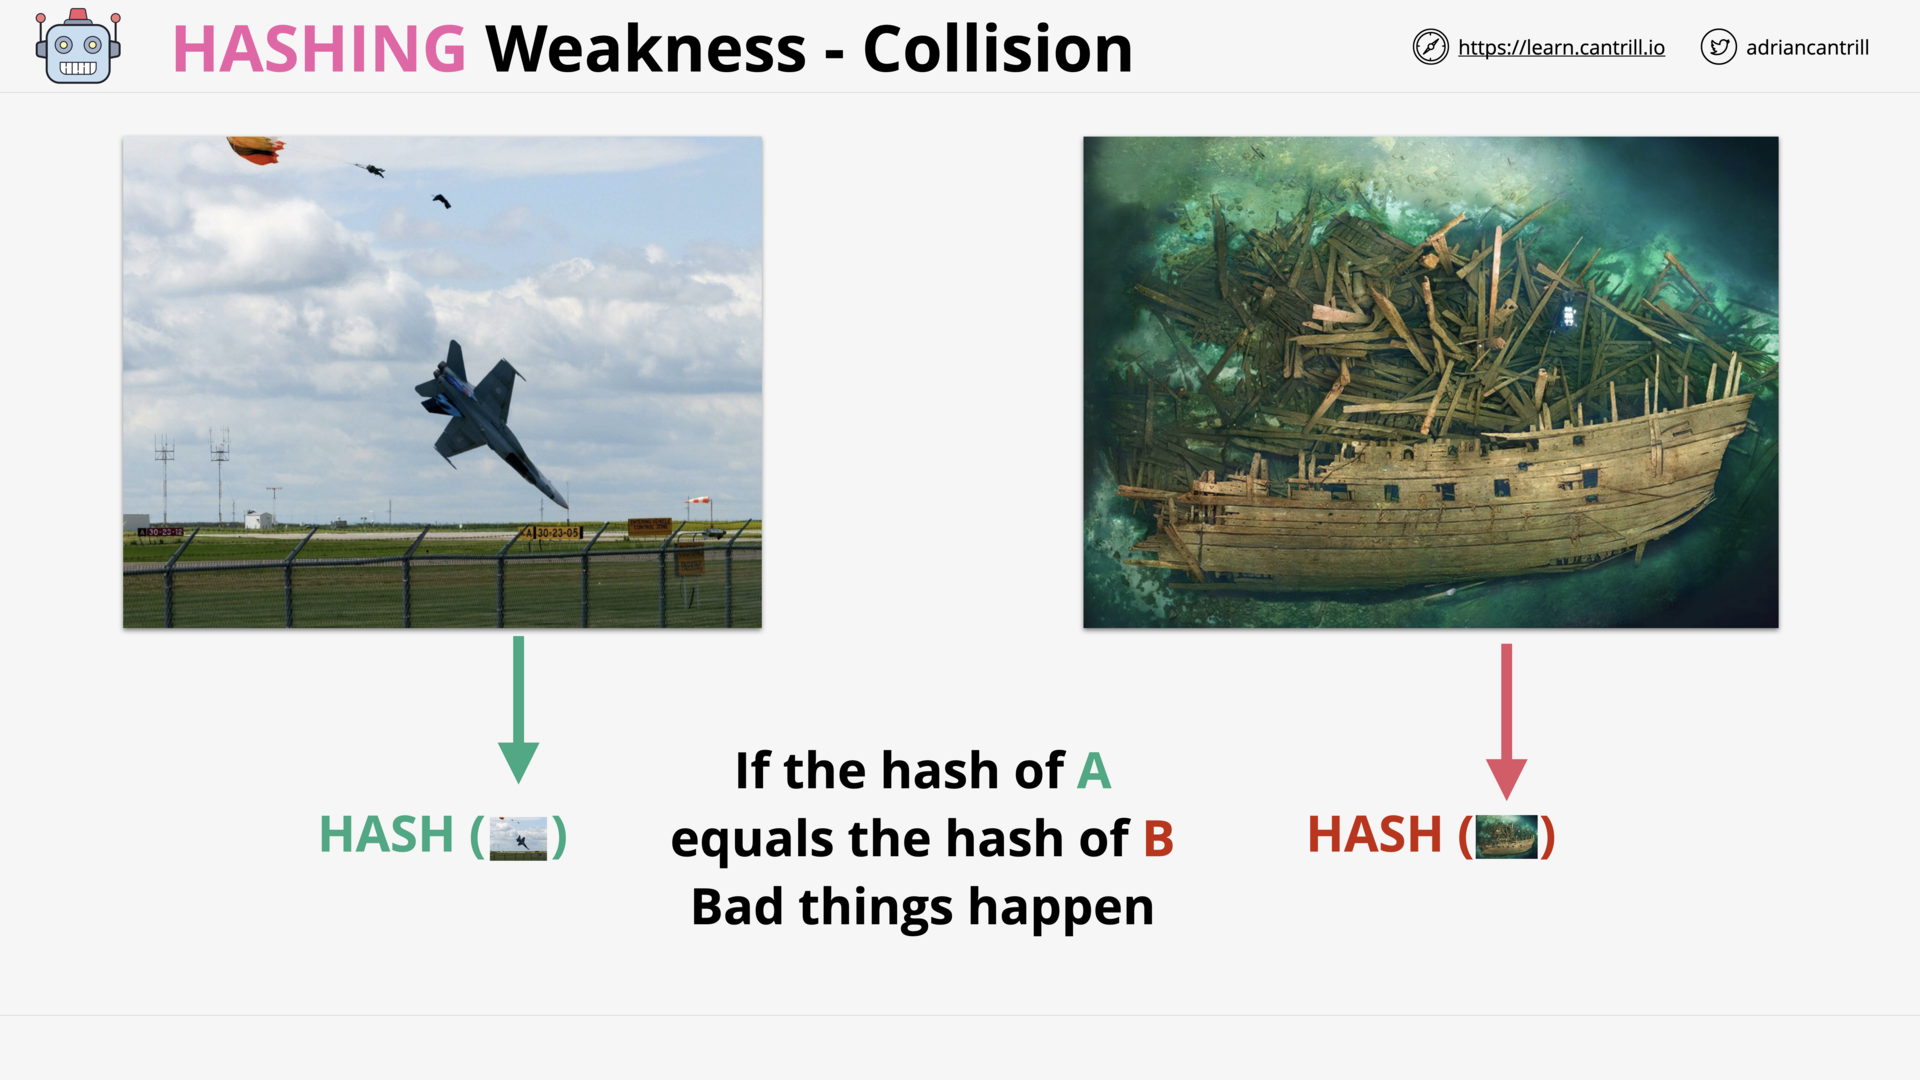 HASHING Weakness - Collision
https://learn.cantrill.io
adriancantrill
A 30-23-12
A 30-23-05
If the hash of A
equals the hash of B
Bad things happen
HASH ( )
HASH ( )